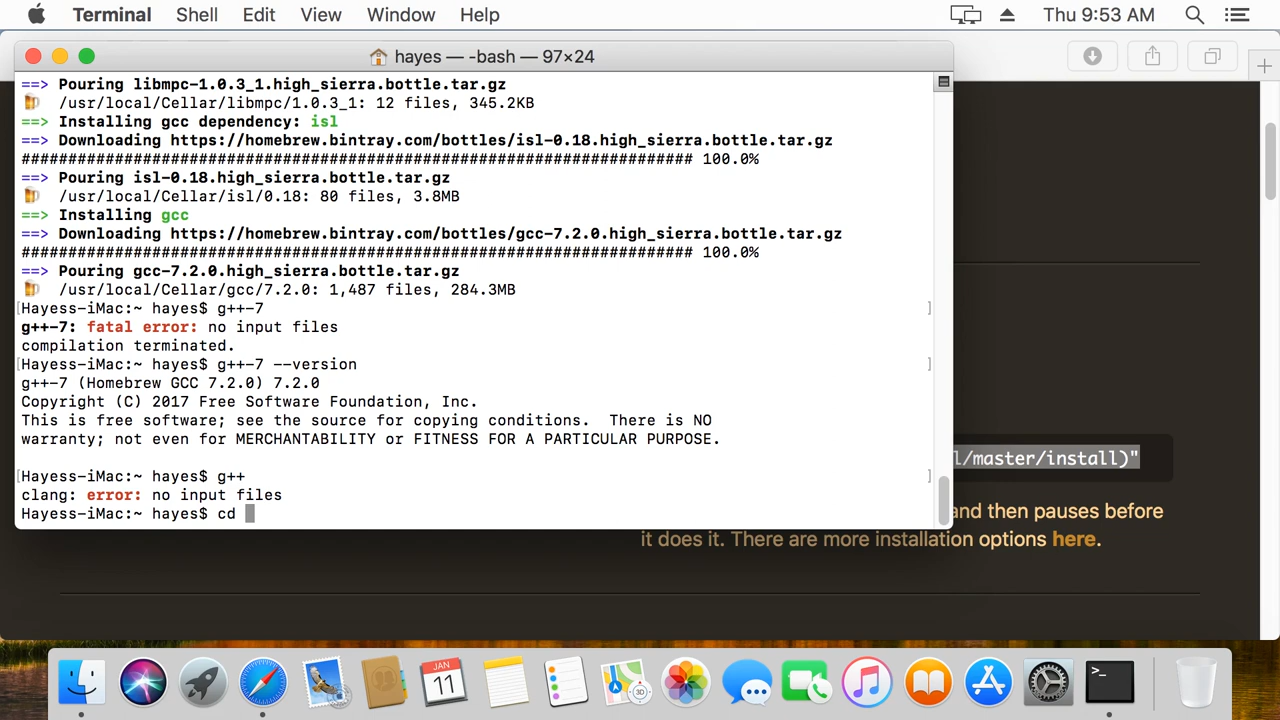 Terminal Shell Edit View Window Help Thu 9:53 AM
hayes — -bash — 97×24
==> Pouring libmpc-1.0.3_1.high_sierra.bottle.tar.gz
🍺 /usr/local/Cellar/libmpc/1.0.3_1: 12 files, 345.2KB
==> Installing gcc dependency: isl
==> Downloading https://homebrew.bintray.com/bottles/isl-0.18.high_sierra.bottle.tar.gz
######################################################################## 100.0%
==> Pouring isl-0.18.high_sierra.bottle.tar.gz
🍺 /usr/local/Cellar/isl/0.18: 80 files, 3.8MB
==> Installing gcc
==> Downloading https://homebrew.bintray.com/bottles/gcc-7.2.0.high_sierra.bottle.tar.gz
######################################################################## 100.0%
==> Pouring gcc-7.2.0.high_sierra.bottle.tar.gz
🍺 /usr/local/Cellar/gcc/7.2.0: 1,487 files, 284.3MB
[Hayess-iMac:~ hayes$ g++-7 ]
g++-7: fatal error: no input files
compilation terminated.
[Hayess-iMac:~ hayes$ g++-7 --version ]
g++-7 (Homebrew GCC 7.2.0) 7.2.0
Copyright (C) 2017 Free Software Foundation, Inc.
This is free software; see the source for copying conditions.  There is NO
warranty; not even for MERCHANTABILITY or FITNESS FOR A PARTICULAR PURPOSE.
[Hayess-iMac:~ hayes$ g++ ]
clang: error: no input files
Hayess-iMac:~ hayes$ cd
l/master/install)"
and then pauses before
it does it. There are more installation options here.
JAN
11
3D
>_